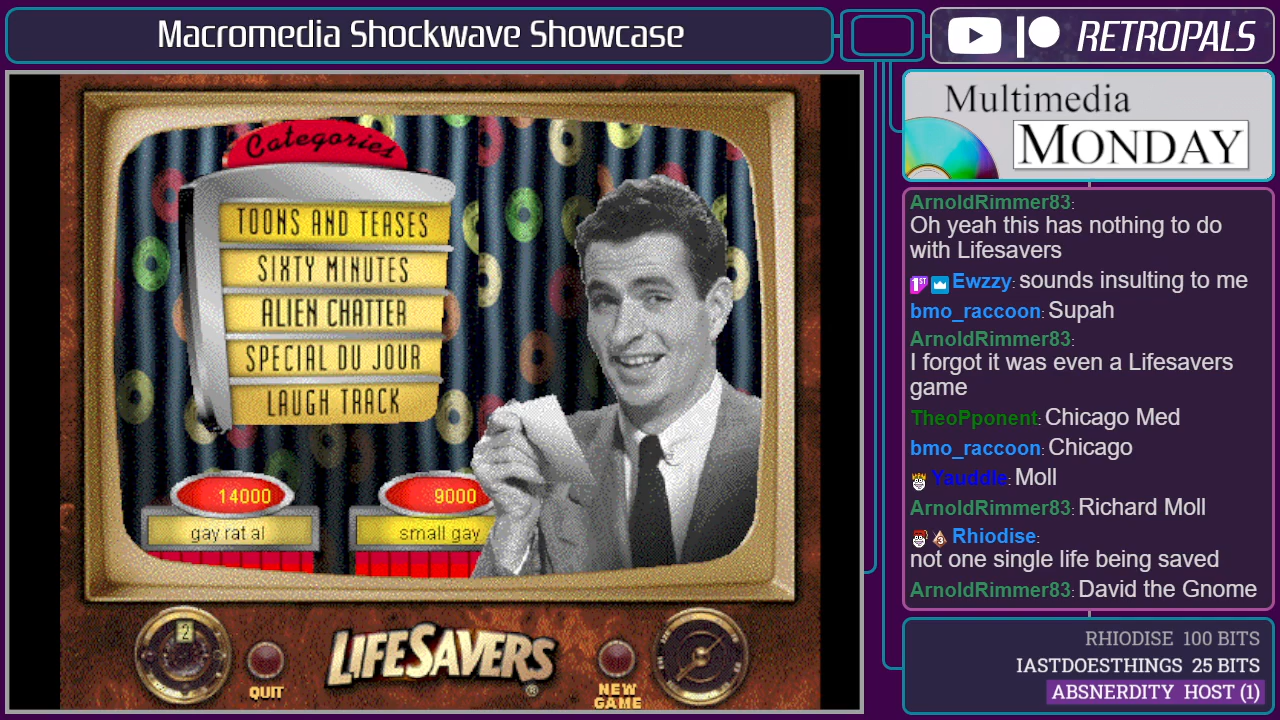 Macromedia Shockwave Showcase
RETROPALS
Multimedia
MONDAY
Categories
TOONS AND TEASES
SIXTY MINUTES
ALIEN CHATTER
SPECIAL DU JOUR
LAUGH TRACK
14000
9000
gay rat al
small gay
2
QUIT
LIFESAVERS®
NEW
GAME
ArnoldRimmer83:
Oh yeah this has nothing to do
with Lifesavers
1ST Ewzzy: sounds insulting to me
bmo_raccoon: Supah
ArnoldRimmer83:
I forgot it was even a Lifesavers
game
TheoPponent: Chicago Med
bmo_raccoon: Chicago
Yauddle: Moll
ArnoldRimmer83: Richard Moll
3 Rhiodise:
not one single life being saved
ArnoldRimmer83: David the Gnome
RHIODISE 100 BITS
IASTDOESTHINGS 25 BITS
ABSNERDITY HOST (1)